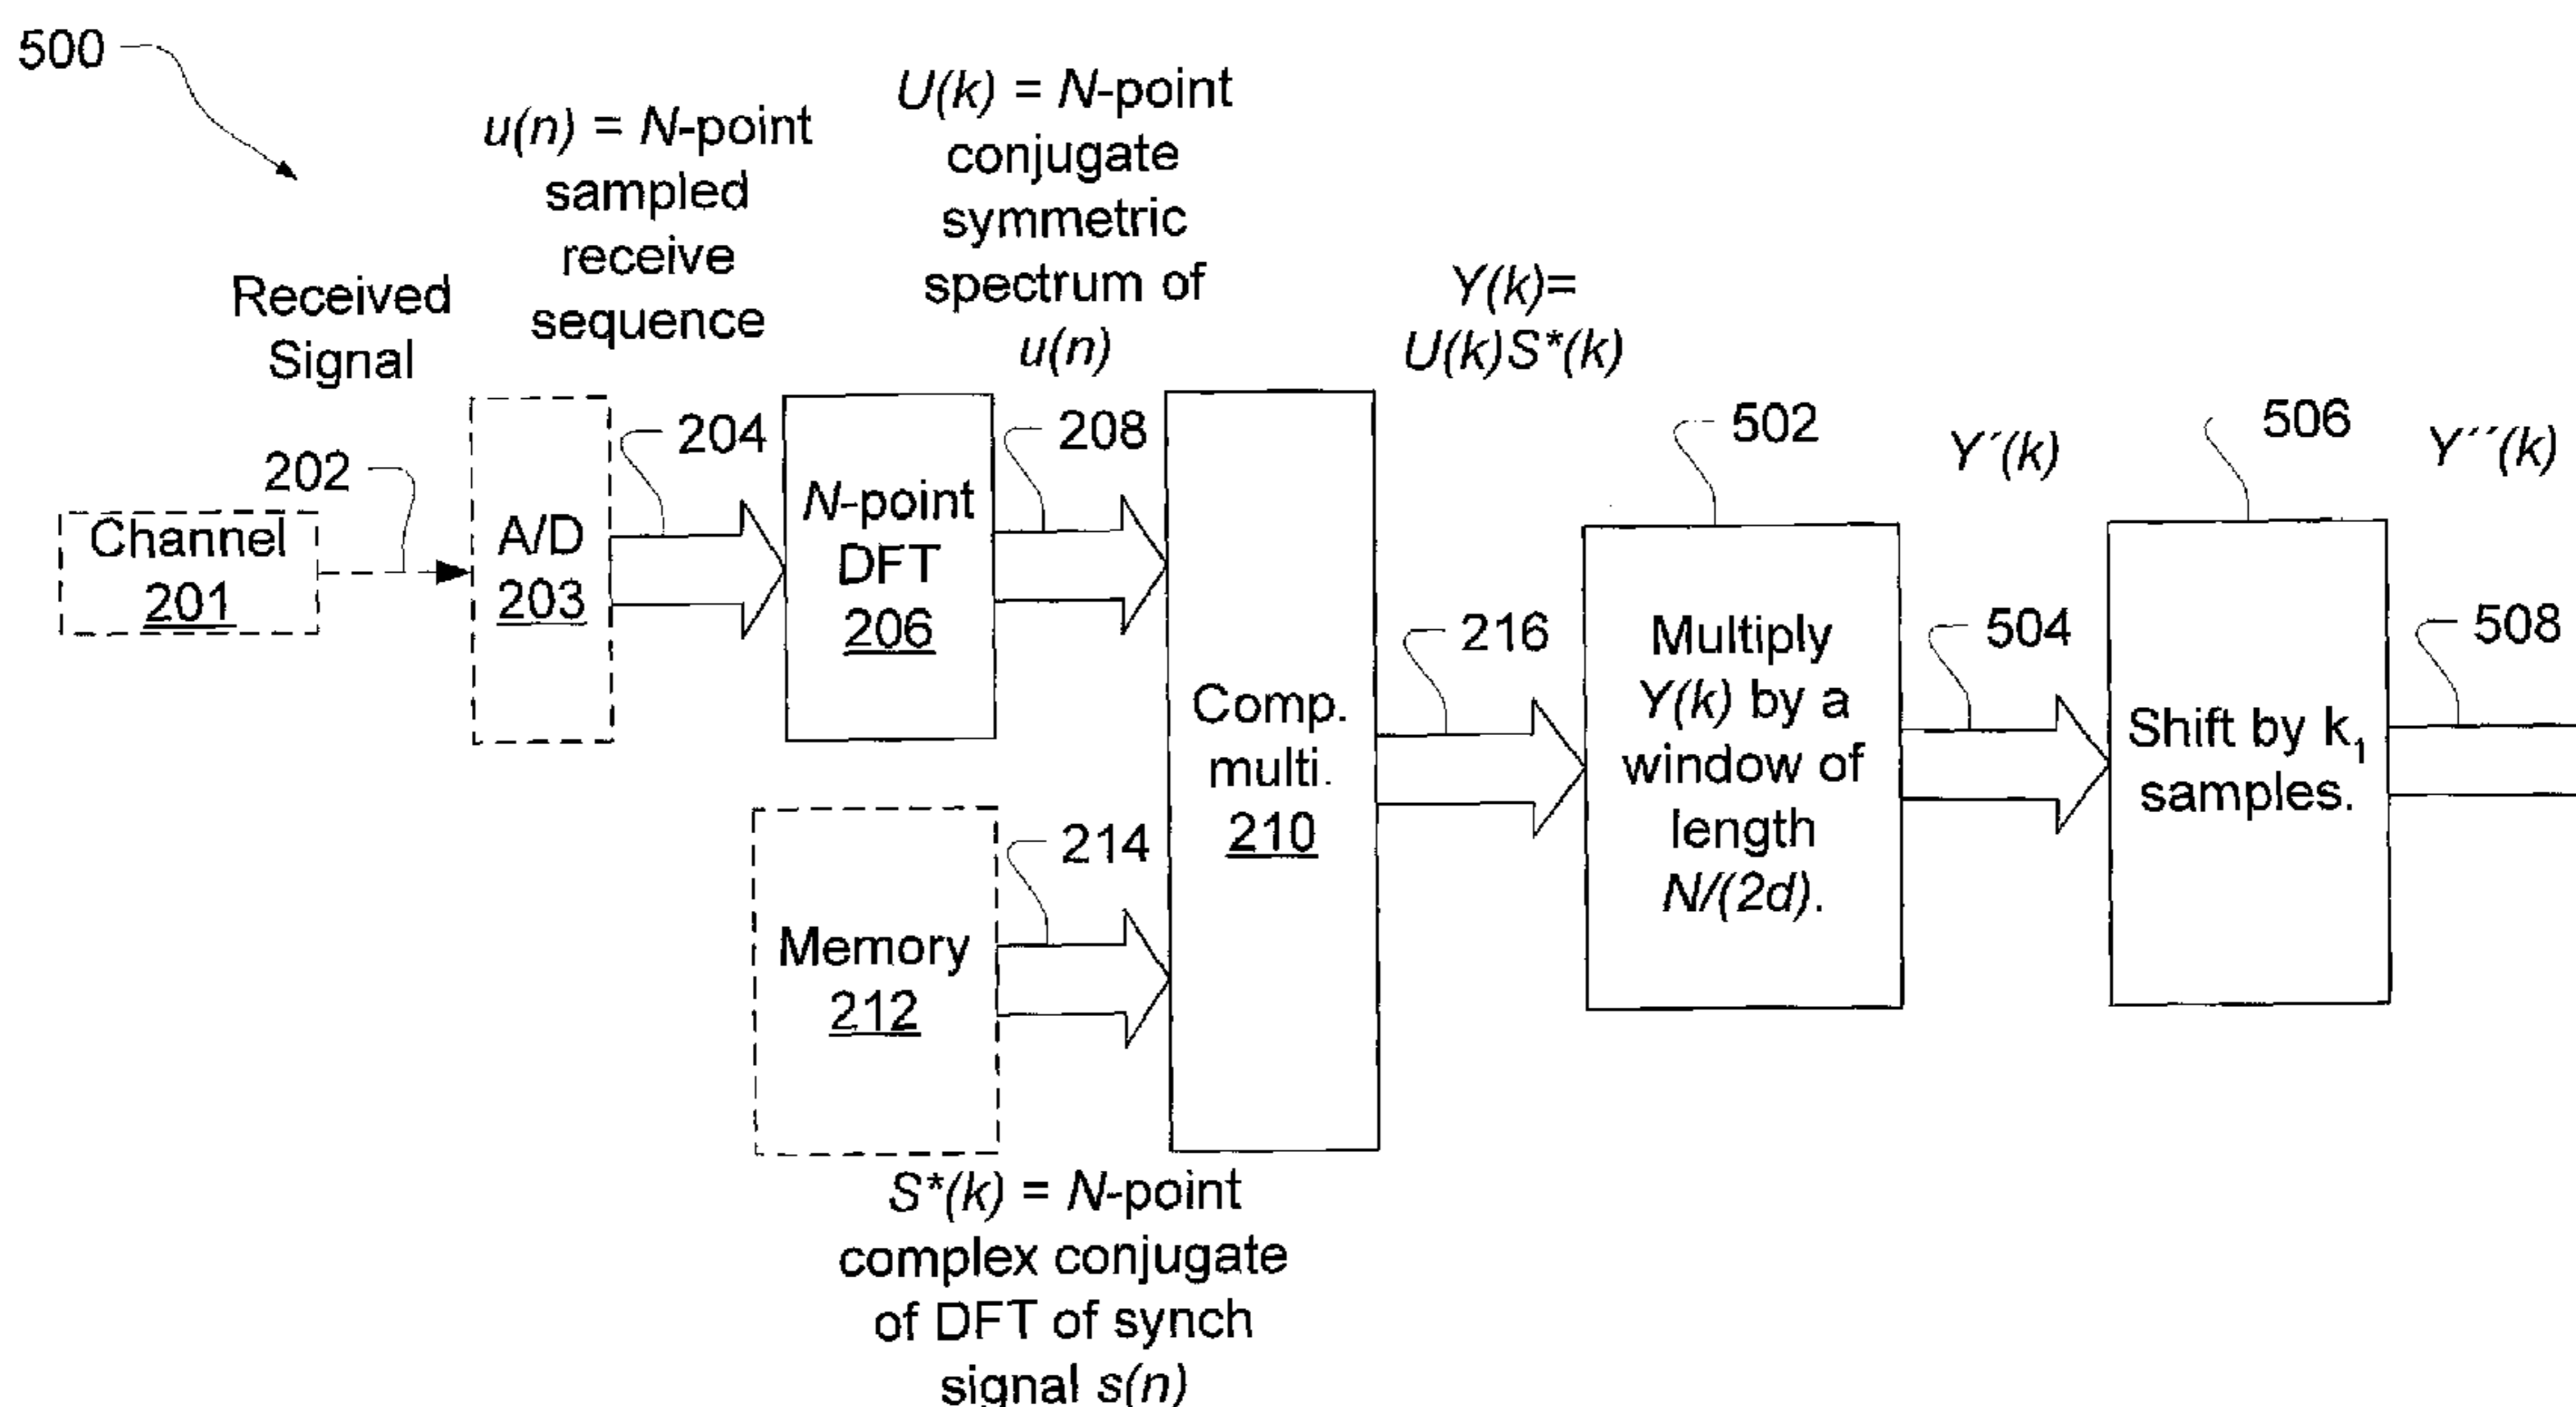 500
u(n) = N-point
sampled
receive
sequence
U(k) = N-point
conjugate
symmetric
spectrum of
u(n)
Received
Signal
Y(k)=
U(k)S*(k)
202
204
208
502
Y´(k)
506
Y´´(k)
Channel
201
A/D
203
N-point
DFT
206
Comp.
multi.
210
216
Multiply
Y(k) by a
window of
length
N/(2d).
504
Shift by k₁
samples.
508
Memory
212
214
S*(k) = N-point
complex conjugate
of DFT of synch
signal s(n)